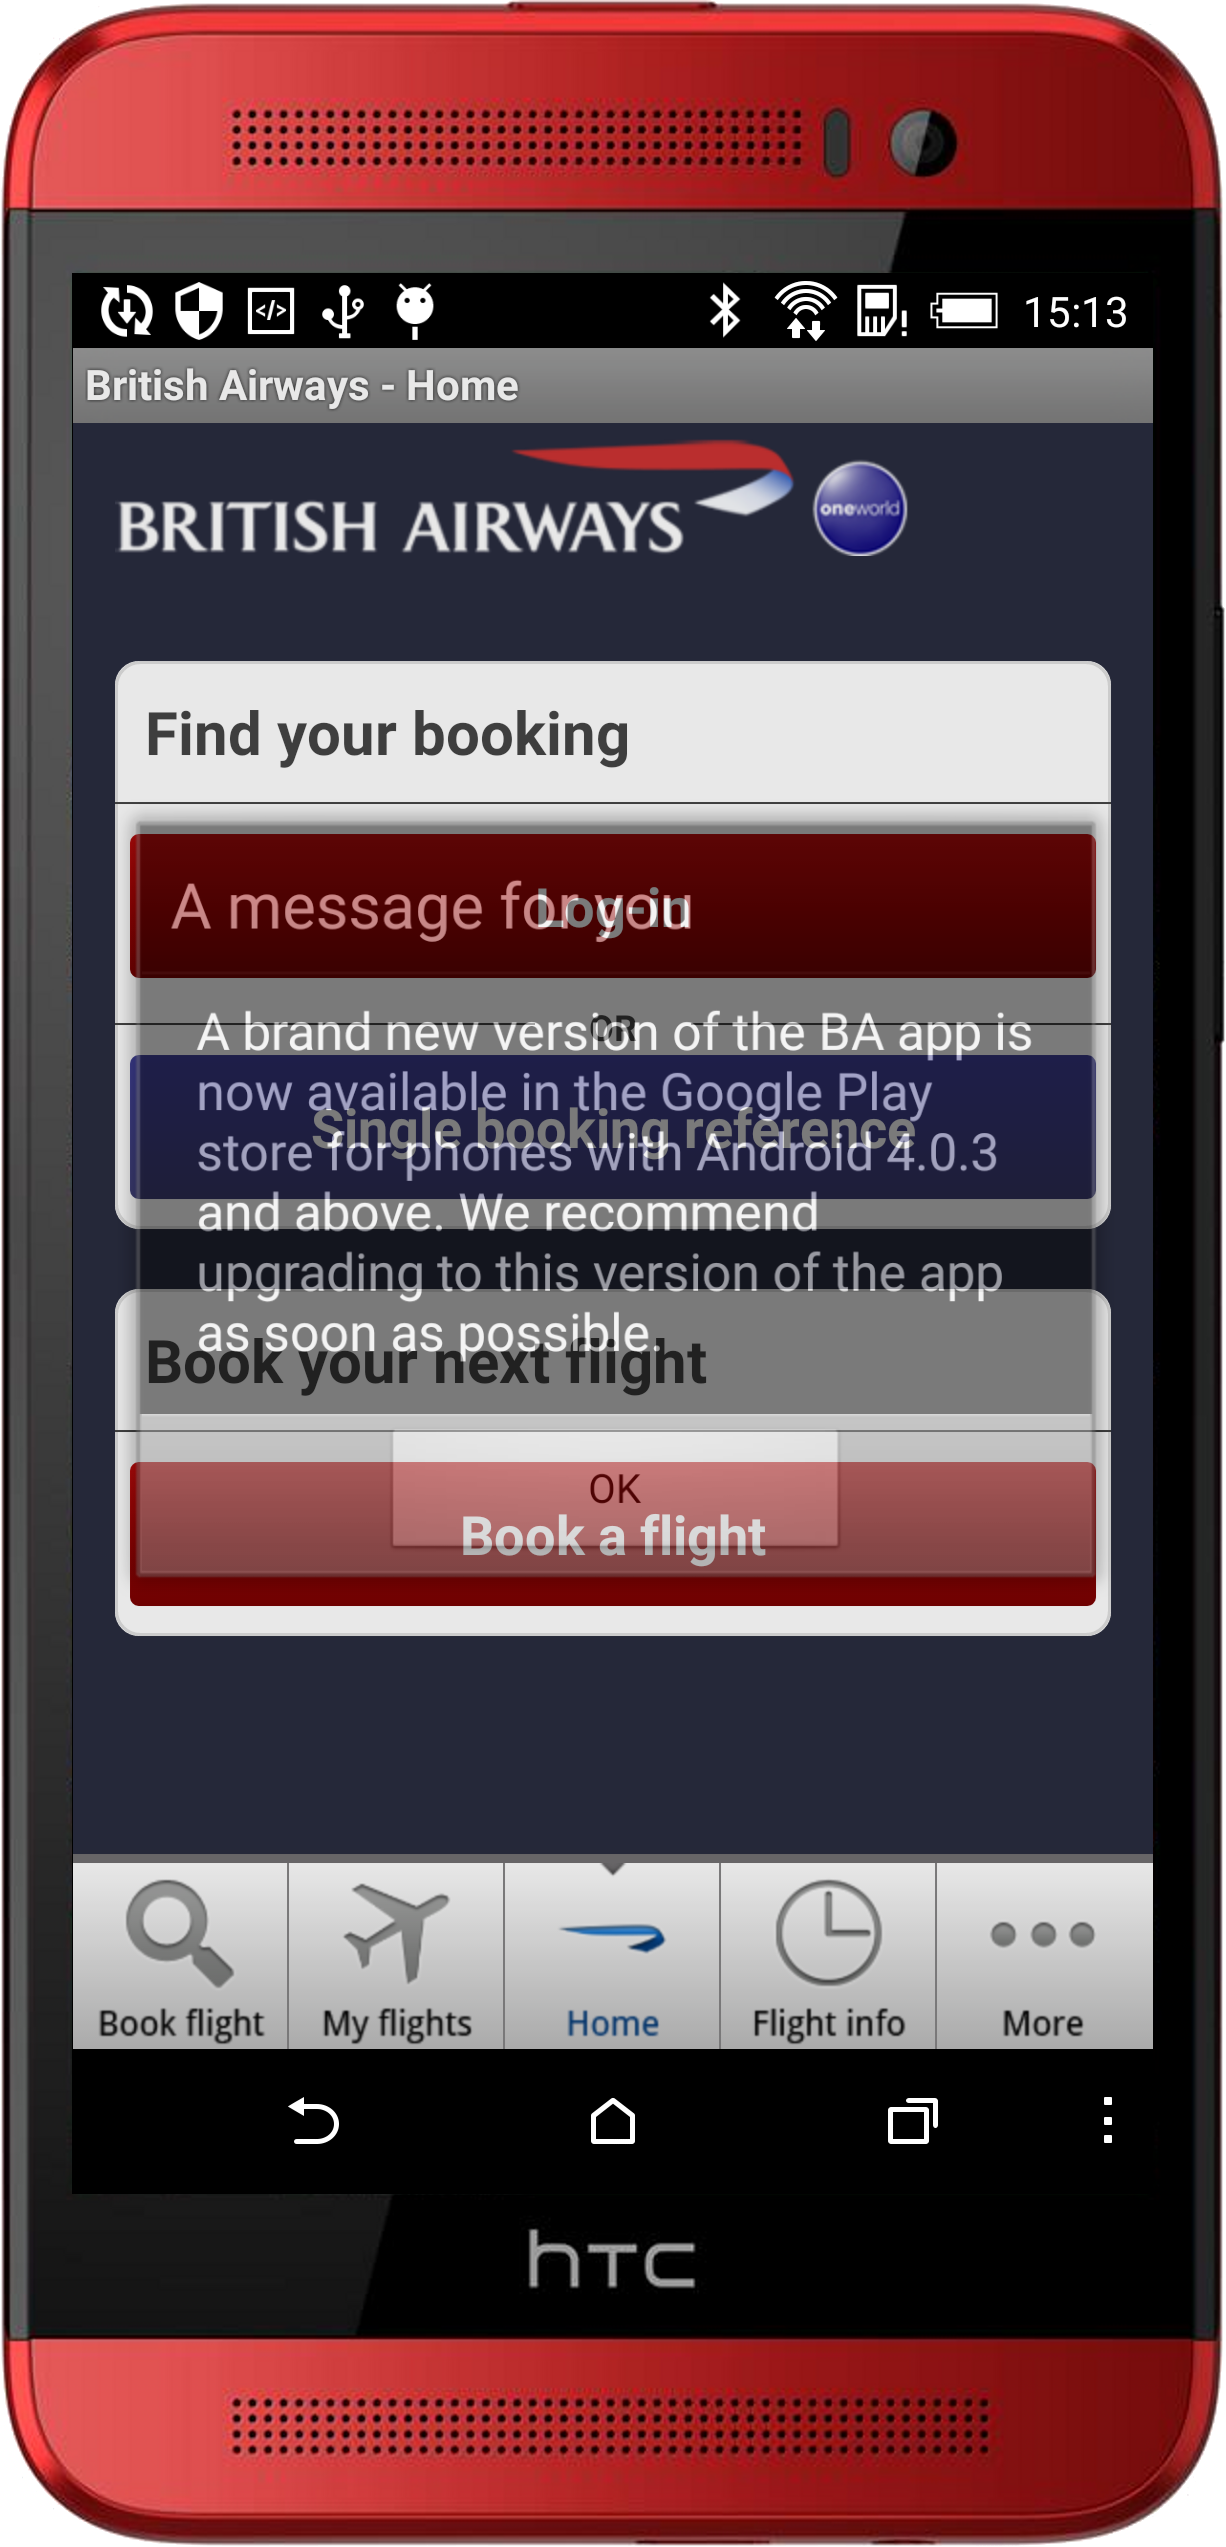 15:13
British Airways - Home
BRITISH AIRWAYS
oneworld
Find your booking
A message for you
Log-in
OR
A brand new version of the BA app is
now available in the Google Play
Single booking reference
store for phones with Android 4.0.3
and above. We recommend
upgrading to this version of the app
as soon as possible.
Book your next flight
OK
Book a flight
Book flight
My flights
Home
Flight info
More
hTC